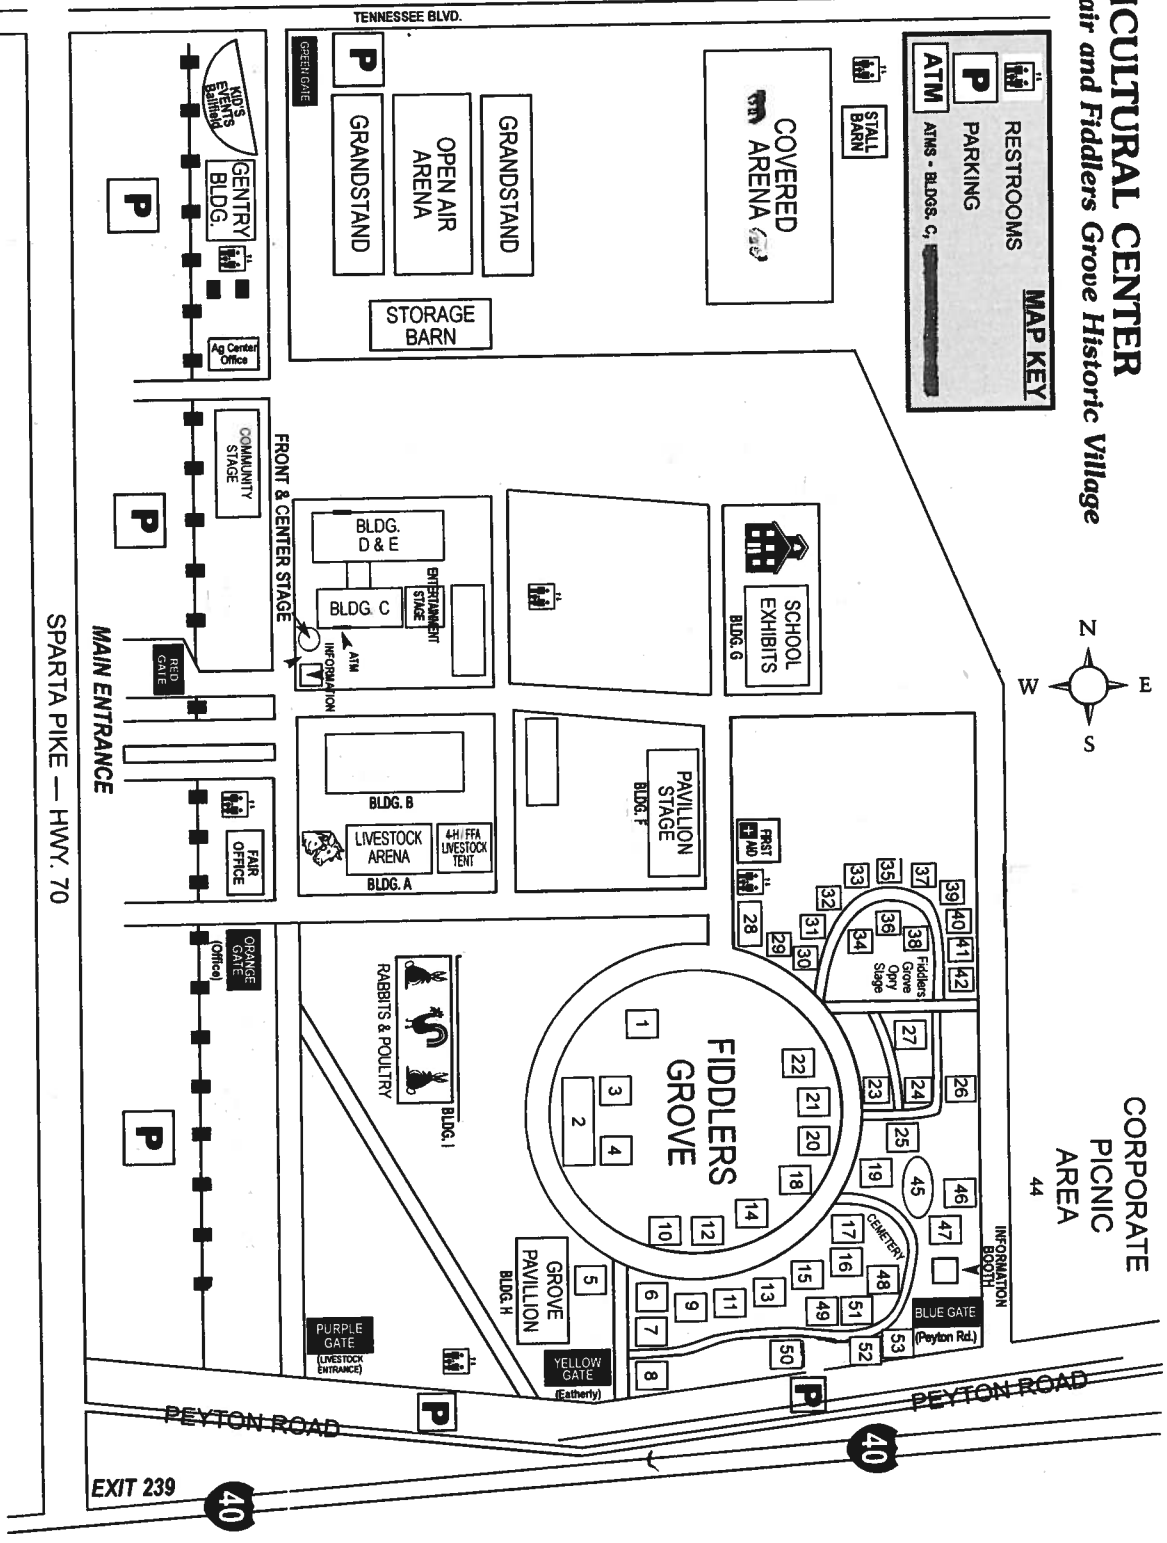 ICULTURAL CENTER
air and Fiddlers Grove Historic Village
MAP KEY
RESTROOMS
P
PARKING
ATM
ATMS - BLDGS. C,
TENNESSEE BLVD.
GREEN GATE
P
GRANDSTAND
OPEN AIR
ARENA
GRANDSTAND
STORAGE
BARN
COVERED
ARENA
STALL
BARN
KID'S
EVENTS
Ballfield
GENTRY
BLDG.
P
Ag Center
Office
COMMUNITY
STAGE
P
FRONT & CENTER STAGE
BLDG.
D & E
BLDG. C
ENTERTAINMENT
STAGE
ATM
INFORMATION
SCHOOL
EXHIBITS
BLDG. G
N
W
E
S
RED
GATE
MAIN ENTRANCE
SPARTA PIKE — HWY. 70
BLDG. B
LIVESTOCK
ARENA
4-H / FFA
LIVESTOCK
TENT
BLDG. A
PAVILLION
STAGE
BLDG. F
FIRST
AID
FAIR
OFFICE
ORANGE
GATE
(Office)
RABBITS & POULTRY
BLDG. I
P
FIDDLERS
GROVE
1
2
3
4
5
6
7
8
9
10
11
12
13
14
15
16
17
18
19
20
21
22
23
24
25
26
27
28
29
30
31
32
33
34
35
36
37
38
39
40
41
42
Fiddlers
Grove
Opry
Stage
CORPORATE
PICNIC
AREA
44
45
46
47
48
49
50
51
52
53
CEMETERY
INFORMATION
BOOTH
BLUE GATE
(Peyton Rd.)
GROVE
PAVILLION
BLDG. H
YELLOW
GATE
(Eatherly)
PURPLE
GATE
(LIVESTOCK
ENTRANCE)
P
P
PEYTON ROAD
PEYTON ROAD
EXIT 239
40
40